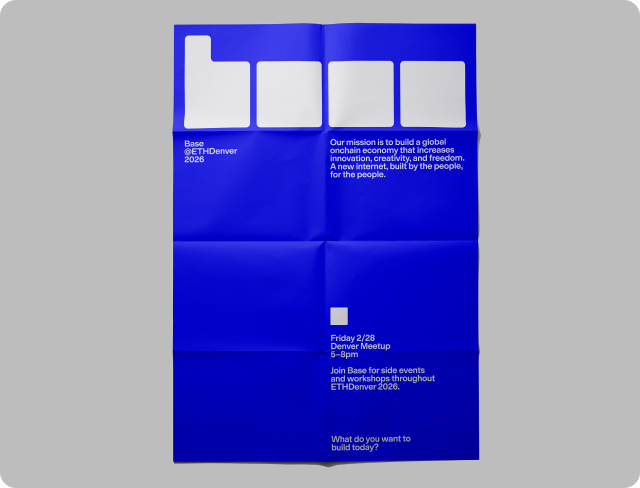 Base
@ETHDenver
2026
Our mission is to build a global
onchain economy that increases
innovation, creativity, and freedom.
A new internet, built by the people,
for the people.
Friday 2/28
Denver Meetup
5–8pm
Join Base for side events
and workshops throughout
ETHDenver 2026.
What do you want to
build today?